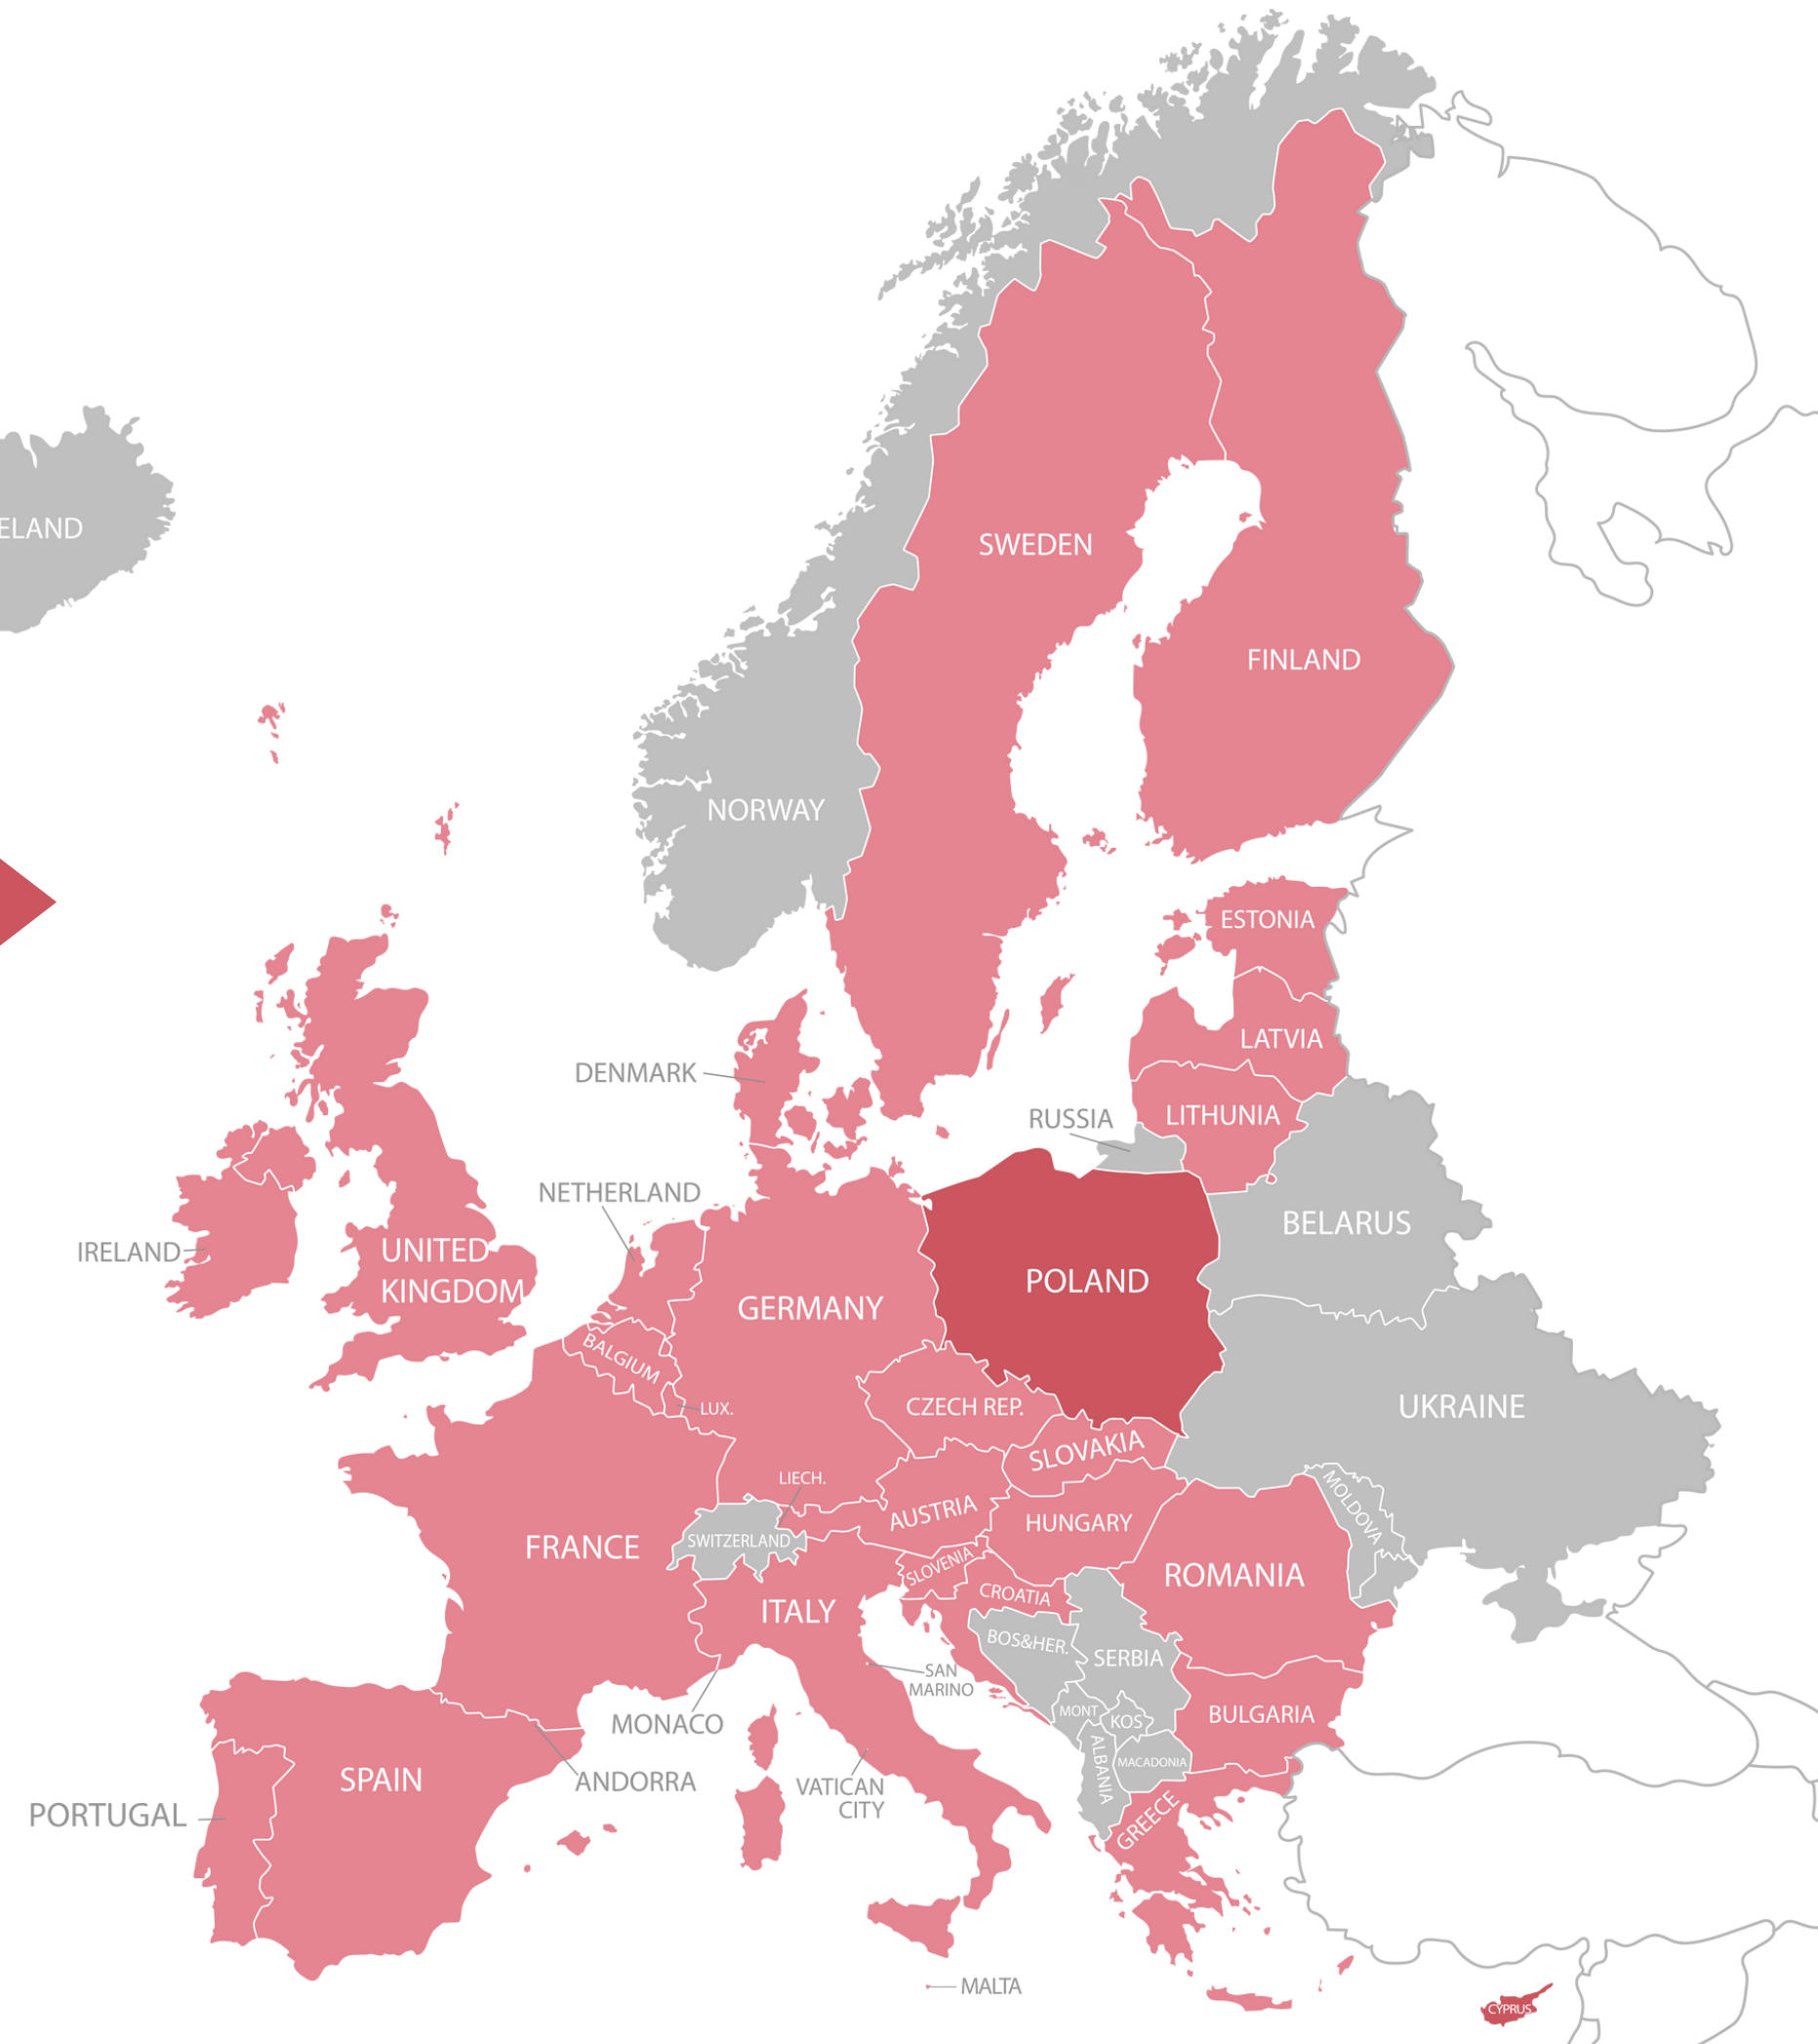 ELAND
SWEDEN
FINLAND
NORWAY
ESTONIA
LATVIA
DENMARK
LITHUNIA
RUSSIA
NETHERLAND
BELARUS
IRELAND
UNITED
KINGDOM
POLAND
GERMANY
BALGIUM
LUX.
CZECH REP.
UKRAINE
SLOVAKIA
LIECH.
MOLDOVA
AUSTRIA
HUNGARY
FRANCE
SWITZERLAND
SLOVENIA
ROMANIA
CROATIA
ITALY
BOS&HER.
SERBIA
SAN
MARINO
MONT
KOS
BULGARIA
MONACO
ALBANIA
MACADONIA
SPAIN
ANDORRA
VATICAN
CITY
PORTUGAL
GREECE
MALTA
CYPRUS